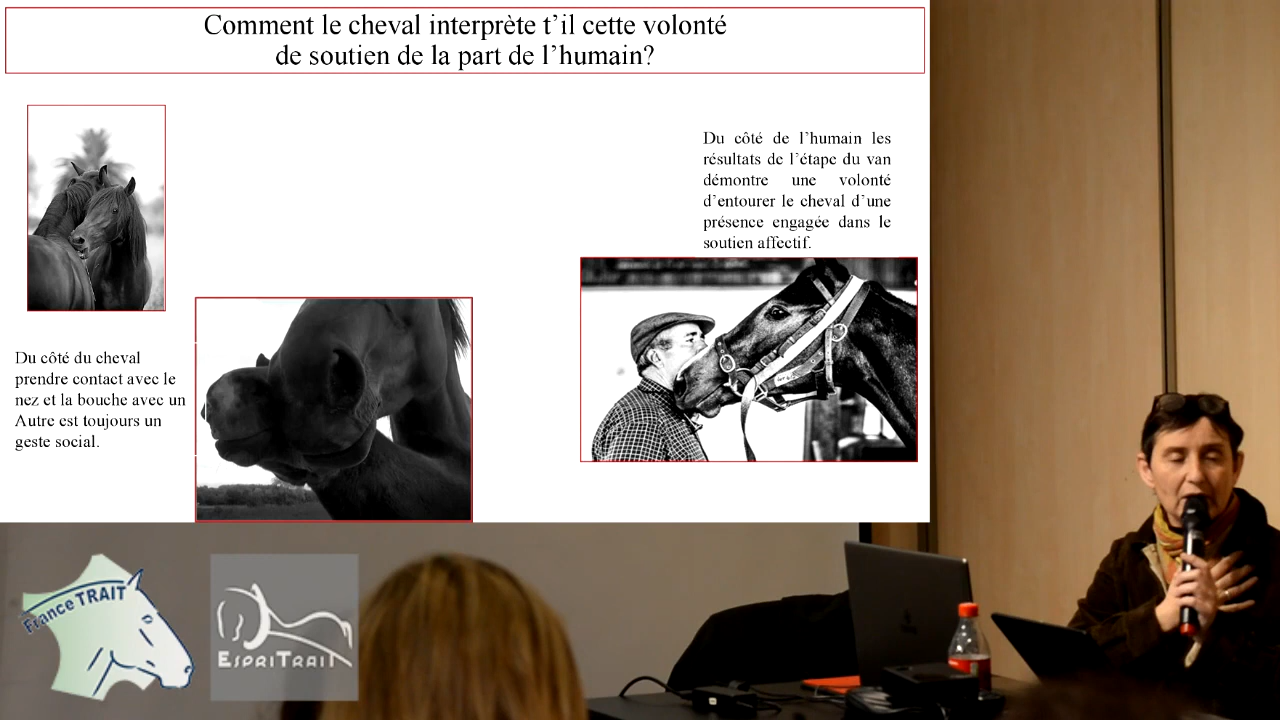 Comment le cheval interprète t’il cette volonté
de soutien de la part de l’humain?
Du côté de l’humain les
résultats de l’étape du van
démontre une volonté
d’entourer le cheval d’une
présence engagée dans le
soutien affectif.
Du côté du cheval
prendre contact avec le
nez et la bouche avec un
Autre est toujours un
geste social.
France TRAIT
ESPRITRAIT